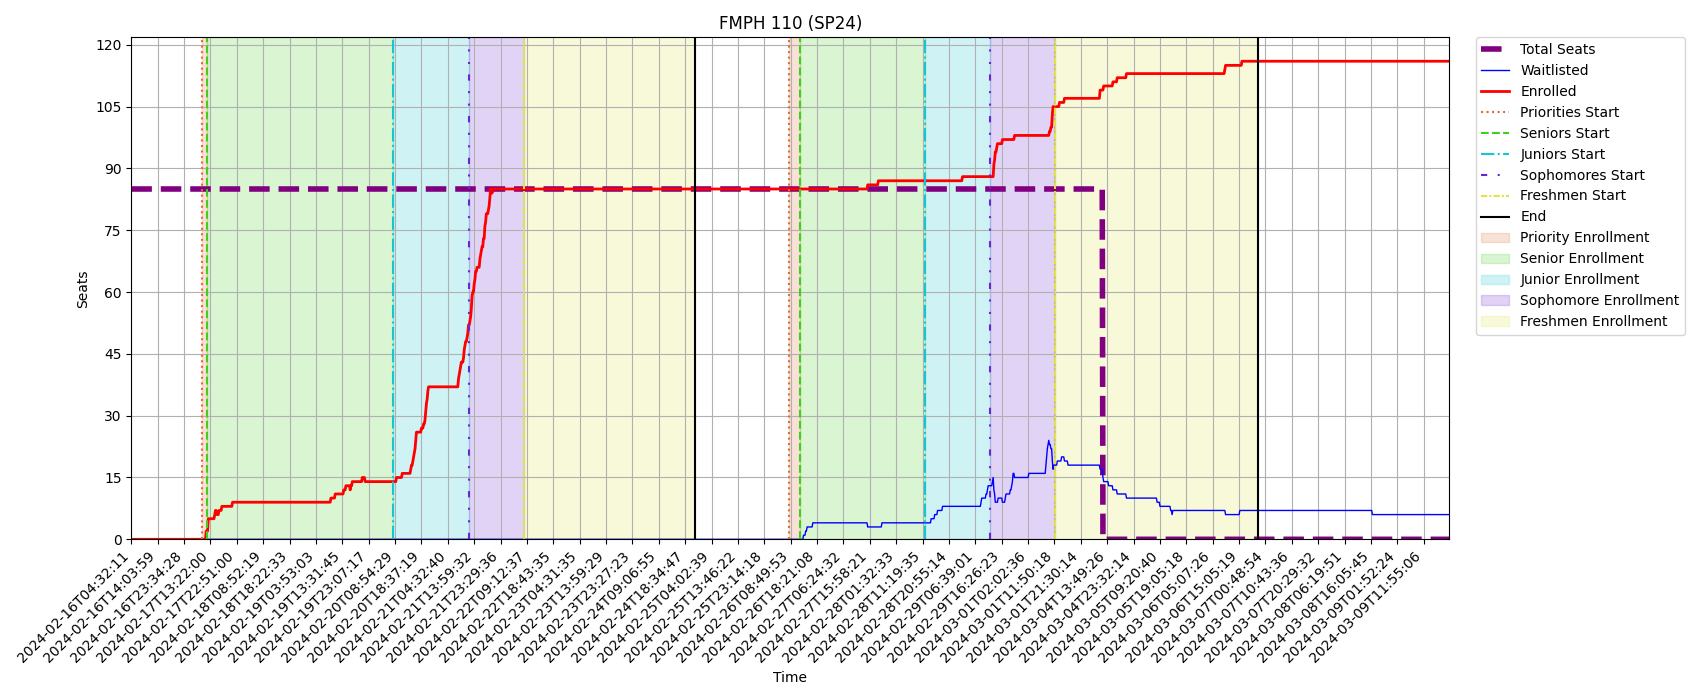 FMPH 110 (SP24)
120
105
90
75
60
45
30
15
0
Seats
2024-02-16T04:32:11
2024-02-16T14:03:59
2024-02-16T23:34:28
2024-02-17T13:22:00
2024-02-17T22:51:00
2024-02-18T08:52:19
2024-02-18T18:22:33
2024-02-19T03:53:03
2024-02-19T13:31:45
2024-02-19T23:07:17
2024-02-20T08:54:29
2024-02-20T18:37:19
2024-02-21T04:32:40
2024-02-21T13:59:32
2024-02-21T23:29:36
2024-02-22T09:12:37
2024-02-22T18:43:35
2024-02-23T04:31:35
2024-02-23T13:59:29
2024-02-23T23:27:23
2024-02-24T09:06:55
2024-02-24T18:34:47
2024-02-25T04:02:39
2024-02-25T13:46:22
2024-02-25T23:14:18
2024-02-26T08:49:53
2024-02-26T18:21:08
2024-02-27T06:24:32
2024-02-27T15:58:21
2024-02-28T01:32:33
2024-02-28T11:19:35
2024-02-28T20:55:14
2024-02-29T06:39:01
2024-02-29T16:26:23
2024-03-01T02:02:36
2024-03-01T11:50:18
2024-03-01T21:30:14
2024-03-04T13:49:26
2024-03-04T23:32:14
2024-03-05T09:20:40
2024-03-05T19:05:18
2024-03-06T05:07:26
2024-03-06T15:05:19
2024-03-07T00:48:54
2024-03-07T10:43:36
2024-03-07T20:29:32
2024-03-08T06:19:51
2024-03-08T16:05:45
2024-03-09T01:52:24
2024-03-09T11:55:06
Time
Total Seats
Waitlisted
Enrolled
Priorities Start
Seniors Start
Juniors Start
Sophomores Start
Freshmen Start
End
Priority Enrollment
Senior Enrollment
Junior Enrollment
Sophomore Enrollment
Freshmen Enrollment